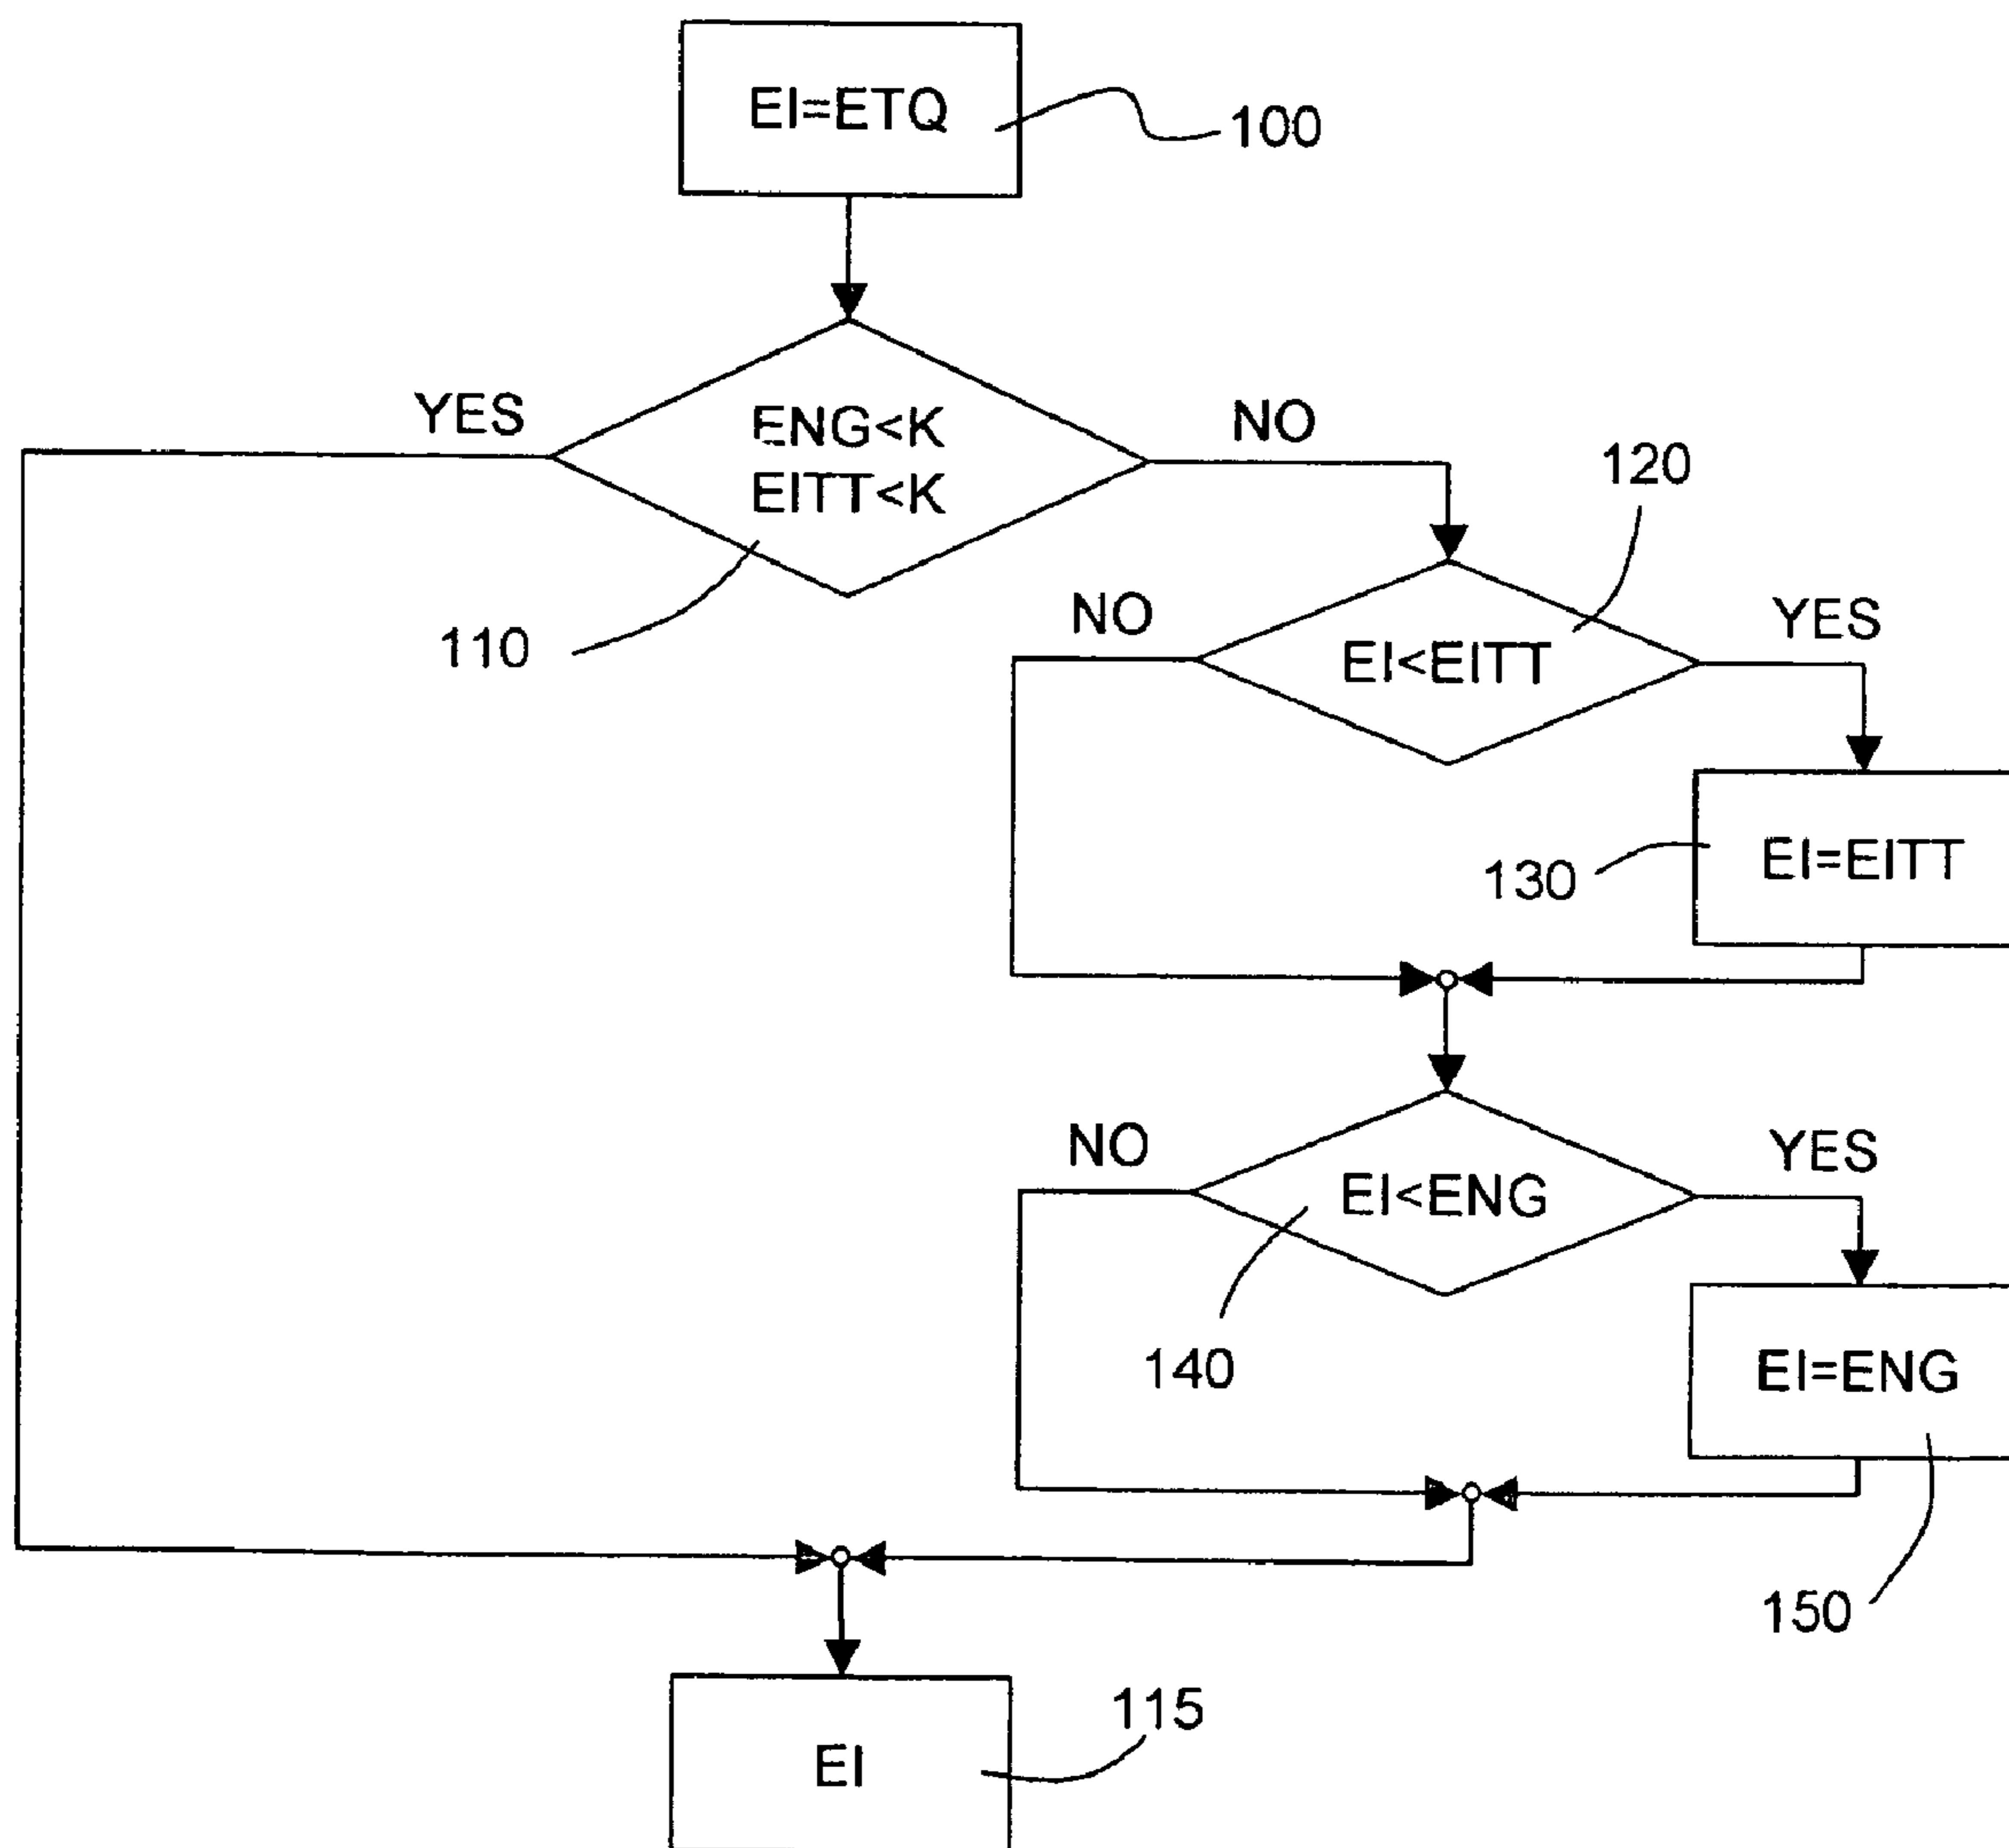 EI=ETQ
100
YES
ENG<K
EITT<K
NO
110
120
NO
EI<EITT
YES
130
EI=EITT
NO
EI<ENG
YES
140
EI=ENG
150
115
EI